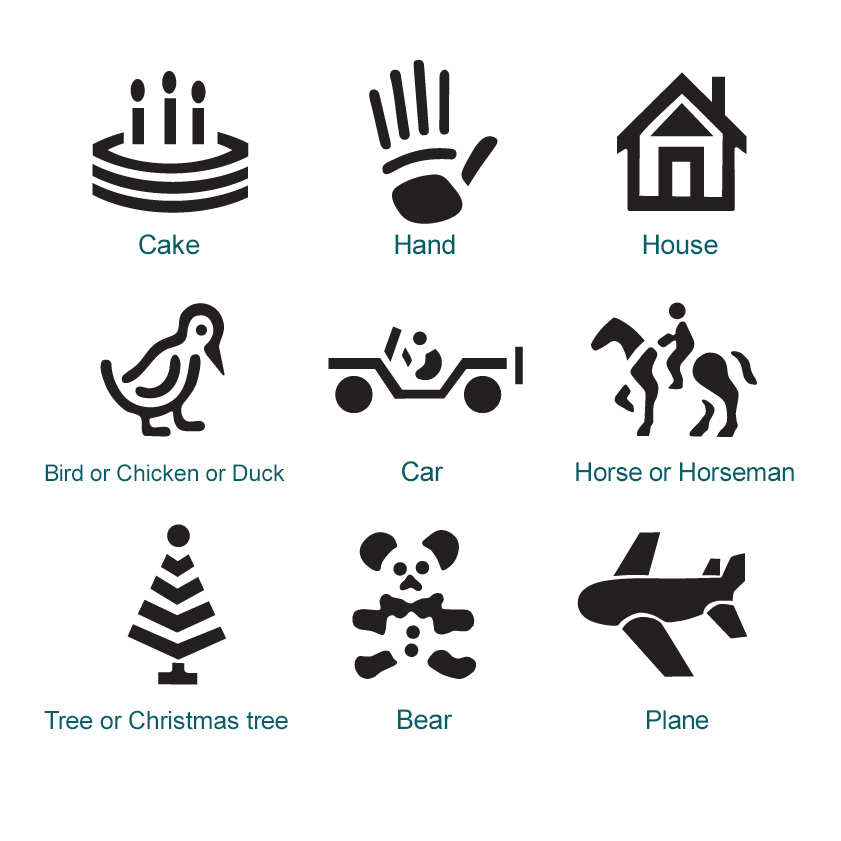 Cake
Hand
House
Bird or Chicken or Duck
Car
Horse or Horseman
Tree or Christmas tree
Bear
Plane